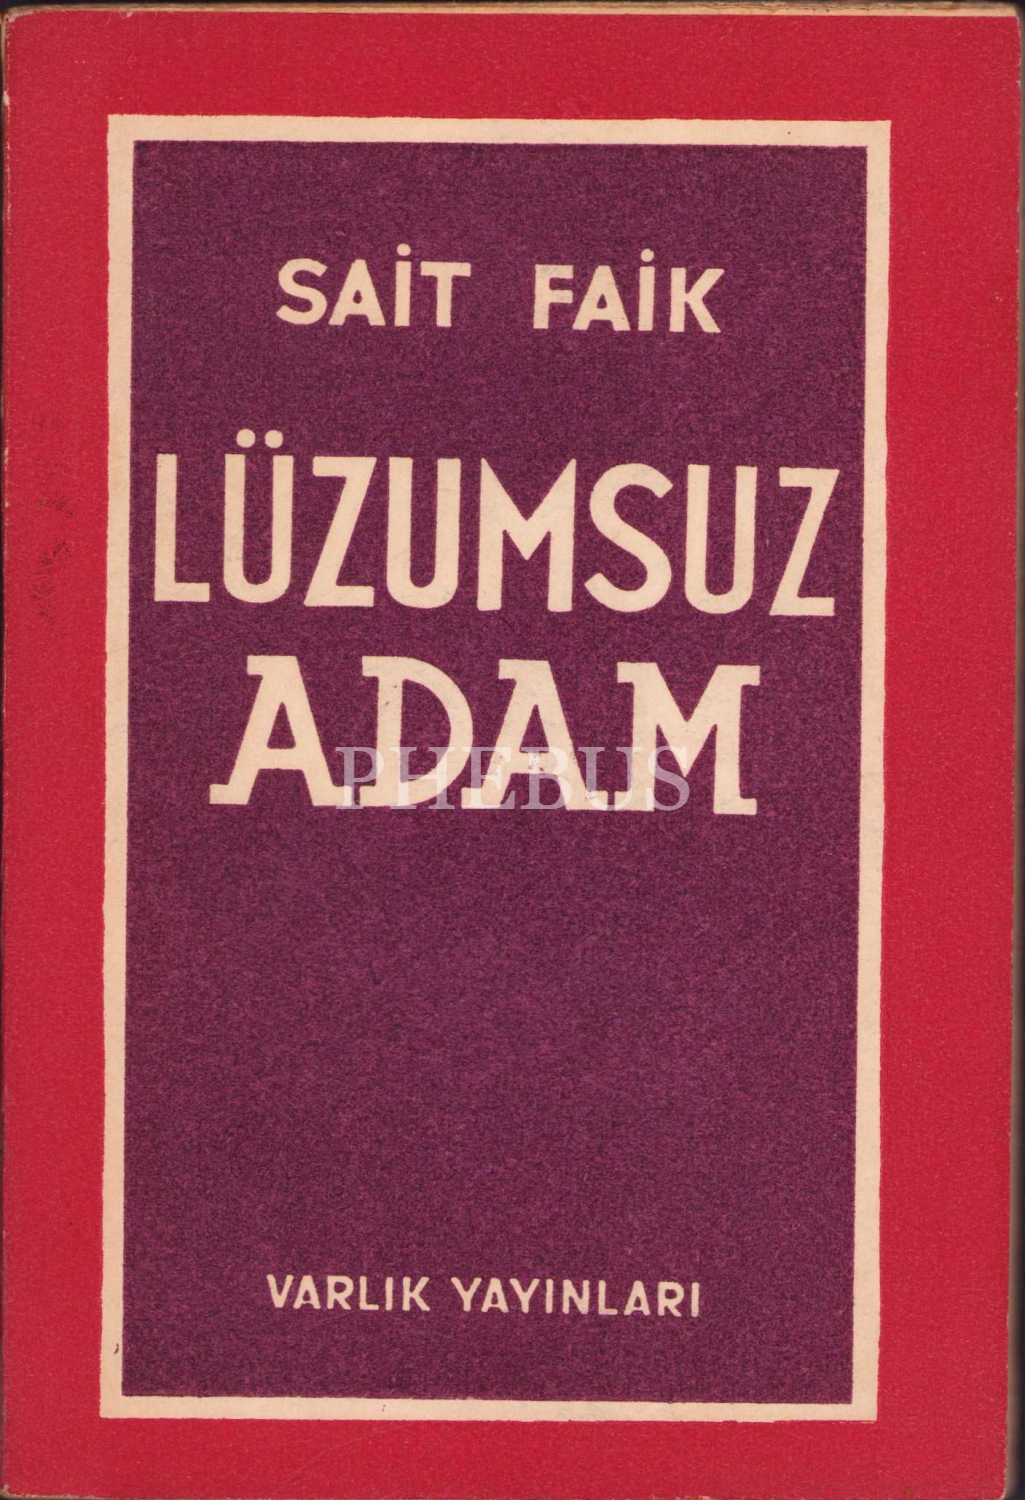 SAİT FAİK
LÜZUMSUZ
ADAM
PHEBUS
VARLIK YAYINLARI